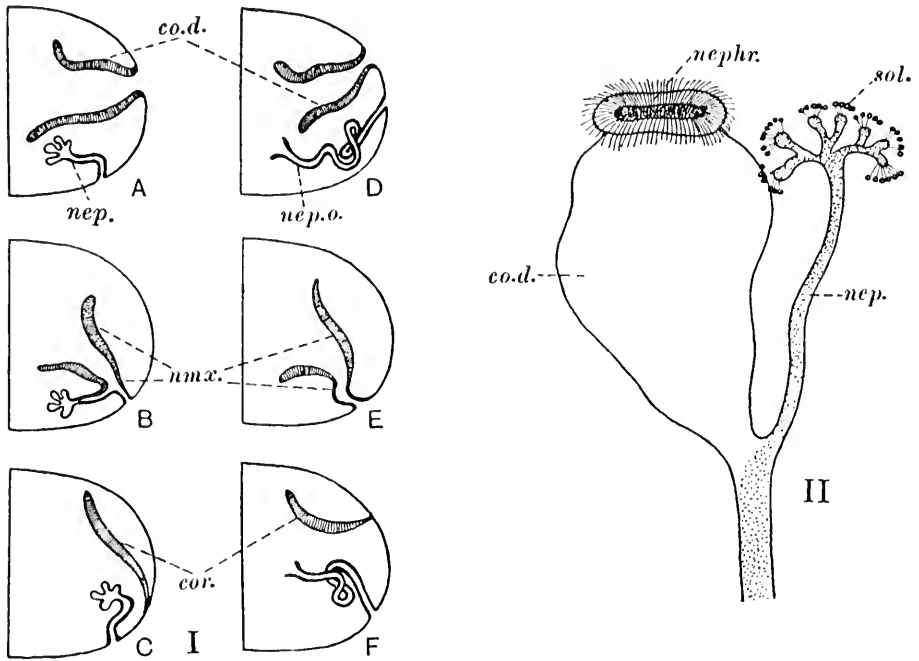 co.d.
A
D
nep.
nep.o.
nmx.
B
E
cor.
C
I
F
nephr.
sol.
co.d.
nep.
II